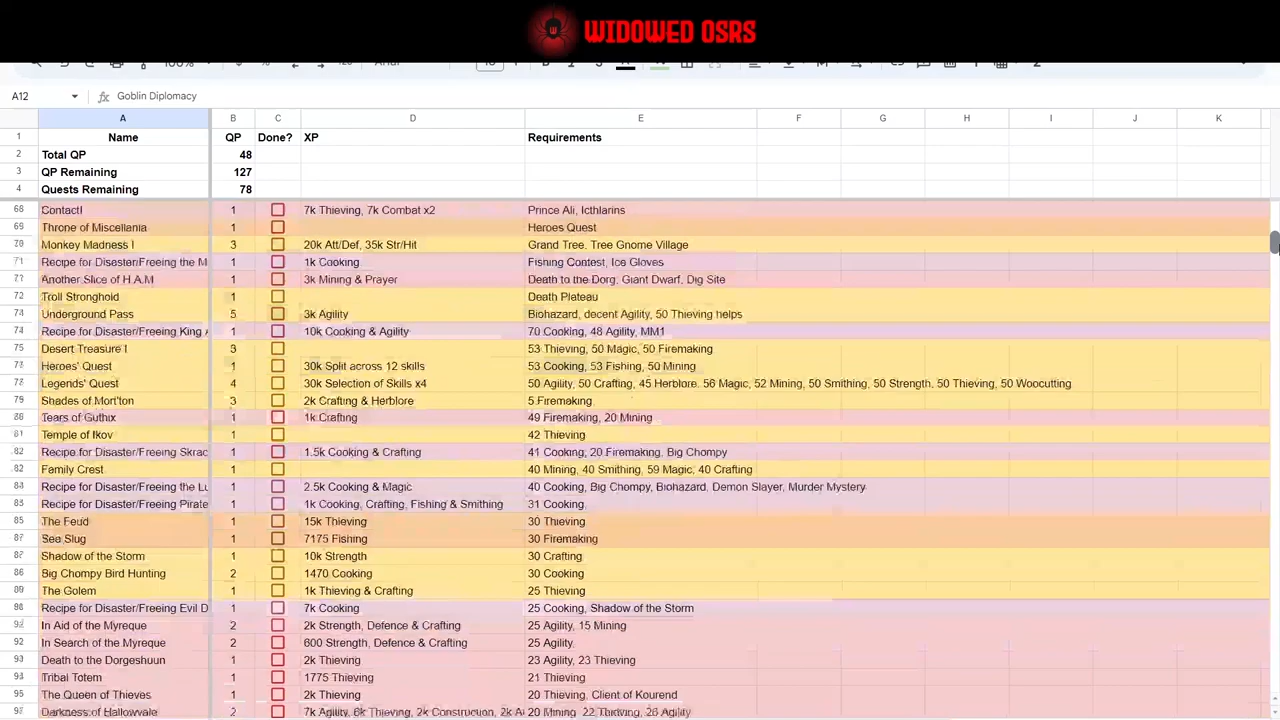 WIDOWED OSRS
A12 Goblin Diplomacy
A B C D E F G H I J K
1 Name QP Done? XP Requirements
2 Total QP 48
3 QP Remaining 127
4 Quests Remaining 78
68 Contact! 1 7k Thieving, 7k Combat x2 Prince Ali, Icthlarins
69 Throne of Miscellania 1 Heroes Quest
Monkey Madness I 3 20k Att/Def, 35k Str/Hit Grand Tree, Tree Gnome Village
Recipe for Disaster/Freeing the M 1 1k Cooking Fishing Contest, Ice Gloves
Another Slice of H.A.M 1 3k Mining & Prayer Death to the Dorg, Giant Dwarf, Dig Site
72 Troll Stronghold 1 Death Plateau
Underground Pass 5 3k Agility Biohazard, decent Agility, 50 Thieving helps
Recipe for Disaster/Freeing King 1 10k Cooking & Agility 70 Cooking, 48 Agility, MM1
75 Desert Treasure I 3 53 Thieving, 50 Magic, 50 Firemaking
Heroes' Quest 1 30k Split across 12 skills 53 Cooking, 53 Fishing, 50 Mining
Legends' Quest 4 30k Selection of Skills x4 50 Agility, 50 Crafting, 45 Herblore, 56 Magic, 52 Mining, 50 Smithing, 50 Strength, 50 Thieving, 50 Woocutting
79 Shades of Mort'ton 3 2k Crafting & Herblore 5 Firemaking
Tears of Guthix 1 1k Crafting 49 Firemaking, 20 Mining
Temple of Ikov 1 42 Thieving
Recipe for Disaster/Freeing Skrac 1 1.5k Cooking & Crafting 41 Cooking, 20 Firemaking, Big Chompy
Family Crest 1 40 Mining, 40 Smithing, 59 Magic, 40 Crafting
Recipe for Disaster/Freeing the Lu 1 2.5k Cooking & Magic 40 Cooking, Big Chompy, Biohazard, Demon Slayer, Murder Mystery
Recipe for Disaster/Freeing Pirate 1 1k Cooking, Crafting, Fishing & Smithing 31 Cooking
85 The Feud 1 15k Thieving 30 Thieving
Sea Slug 1 7175 Fishing 30 Firemaking
Shadow of the Storm 1 10k Strength 30 Crafting
Big Chompy Bird Hunting 2 1470 Cooking 30 Cooking
The Golem 1 1k Thieving & Crafting 25 Thieving
Recipe for Disaster/Freeing Evil D 1 7k Cooking 25 Cooking, Shadow of the Storm
In Aid of the Myreque 2 2k Strength, Defence & Crafting 25 Agility, 15 Mining
92 In Search of the Myreque 2 600 Strength, Defence & Crafting 25 Agility
Death to the Dorgeshuun 1 2k Thieving 23 Agility, 23 Thieving
Tribal Totem 1 1775 Thieving 21 Thieving
The Queen of Thieves 1 2k Thieving 20 Thieving, Client of Kourend
Darkness of Hallowvale 2 7k Agility, 6k Thieving, 2k Construction, 20 Mining 22 Thieving, 26 Agility